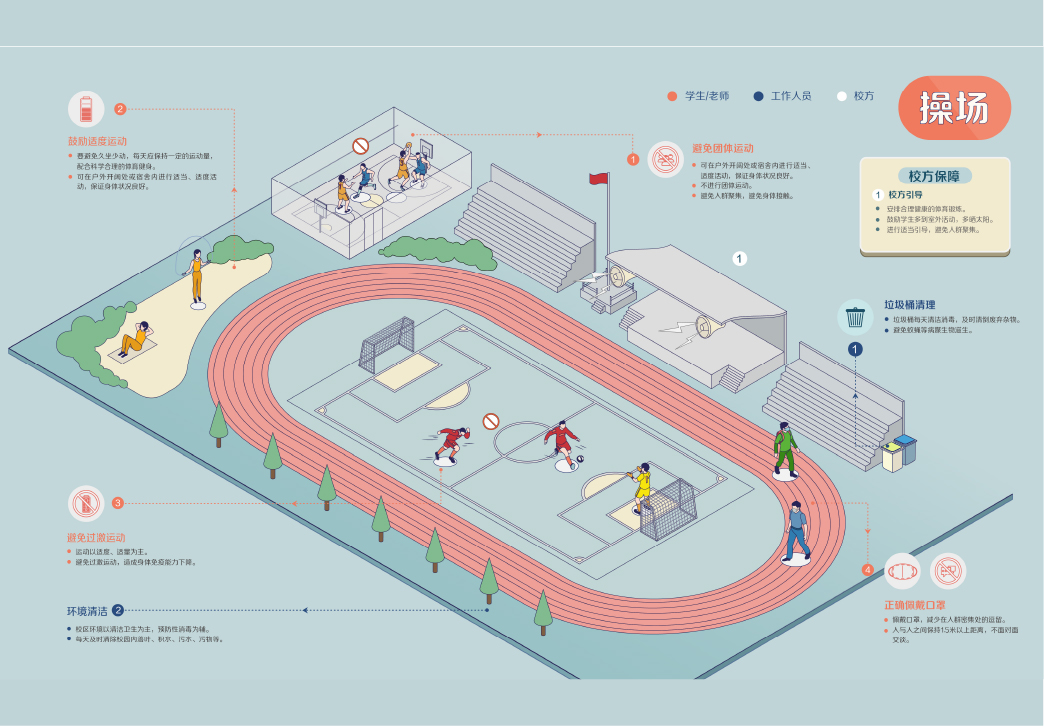 学生/老师
工作人员
校方
操场
2
鼓励适度运动
要避免久坐少动，每天应保持一定的运动量，
配合科学合理的体育健身。
可在户外开阔处或宿舍内进行适当、适度活
动，保证身体状况良好。
1
避免团体运动
可在户外开阔处或宿舍内进行适当、
适度活动，保证身体状况良好。
不进行团体运动。
避免人群聚集，避免身体接触。
校方保障
1 校方引导
安排合理健康的体育锻炼。
鼓励学生多到室外活动，多晒太阳。
进行适当引导，避免人群聚集。
1
垃圾桶清理
垃圾桶每天清洁消毒，及时清倒废弃杂物。
避免蚊蝇等病媒生物滋生。
1
3
避免过激运动
运动以适度、适量为主。
避免过激运动，造成身体免疫能力下降。
环境清洁 2
校区环境以清洁卫生为主，预防性消毒为辅。
每天及时清除校园内落叶、积水、污水、污物等。
4
正确佩戴口罩
佩戴口罩，减少在人群密集处的逗留。
人与人之间保持1.5米以上距离，不面对面
交谈。